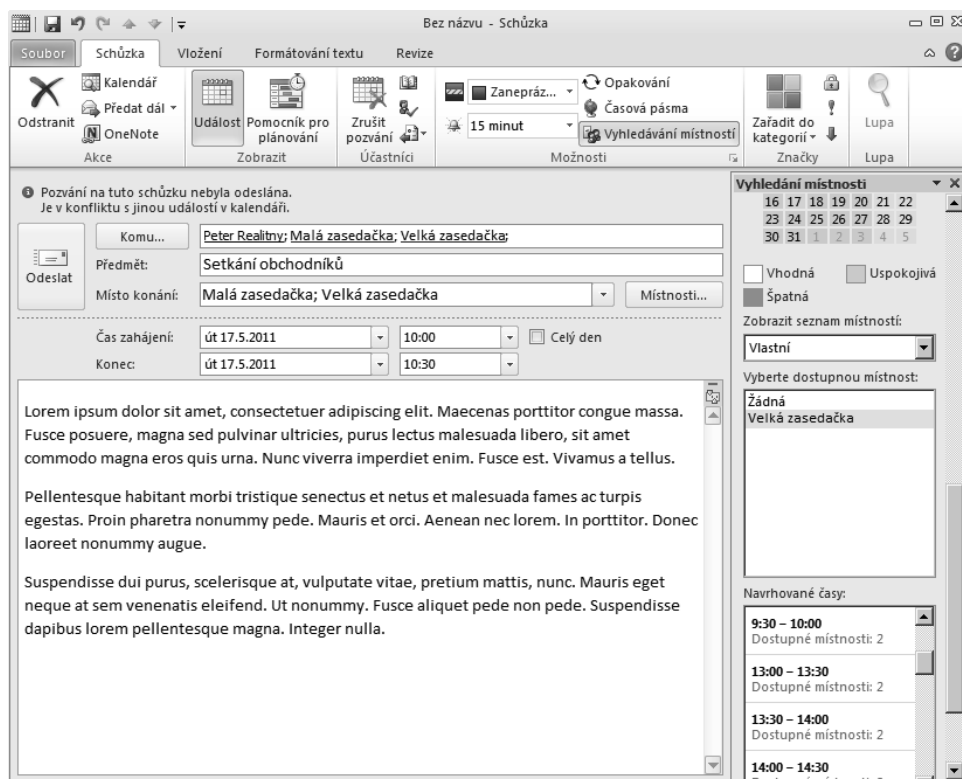 Bez názvu - Schůzka
Soubor Schůzka Vložení Formátování textu Revize
Odstranit
Kalendář
Předat dál
OneNote
Akce
Událost
Pomocník pro plánování
Zobrazit
Zrušit pozvání
Účastníci
Zanepráz...
15 minut
Opakování
Časová pásma
Vyhledávání místností
Možnosti
Zařadit do kategorií
Značky
Lupa
Lupa
Pozvání na tuto schůzku nebyla odeslána.
Je v konfliktu s jinou událostí v kalendáři.
Odeslat
Komu... Peter Realitny; Malá zasedačka; Velká zasedačka;
Předmět: Setkání obchodníků
Místo konání: Malá zasedačka; Velká zasedačka Místnosti...
Čas zahájení: út 17.5.2011 10:00 Celý den
Konec: út 17.5.2011 10:30
Lorem ipsum dolor sit amet, consectetuer adipiscing elit. Maecenas porttitor congue massa.
Fusce posuere, magna sed pulvinar ultricies, purus lectus malesuada libero, sit amet
commodo magna eros quis urna. Nunc viverra imperdiet enim. Fusce est. Vivamus a tellus.
Pellentesque habitant morbi tristique senectus et netus et malesuada fames ac turpis
egestas. Proin pharetra nonummy pede. Mauris et orci. Aenean nec lorem. In porttitor. Donec
laoreet nonummy augue.
Suspendisse dui purus, scelerisque at, vulputate vitae, pretium mattis, nunc. Mauris eget
neque at sem venenatis eleifend. Ut nonummy. Fusce aliquet pede non pede. Suspendisse
dapibus lorem pellentesque magna. Integer nulla.
Vyhledání místnosti
16 17 18 19 20 21 22
23 24 25 26 27 28 29
30 31 1 2 3 4 5
Vhodná Uspokojivá
Špatná
Zobrazit seznam místností:
Vlastní
Vyberte dostupnou místnost:
Žádná
Velká zasedačka
Navrhované časy:
9:30 – 10:00
Dostupné místnosti: 2
13:00 – 13:30
Dostupné místnosti: 2
13:30 – 14:00
Dostupné místnosti: 2
14:00 – 14:30